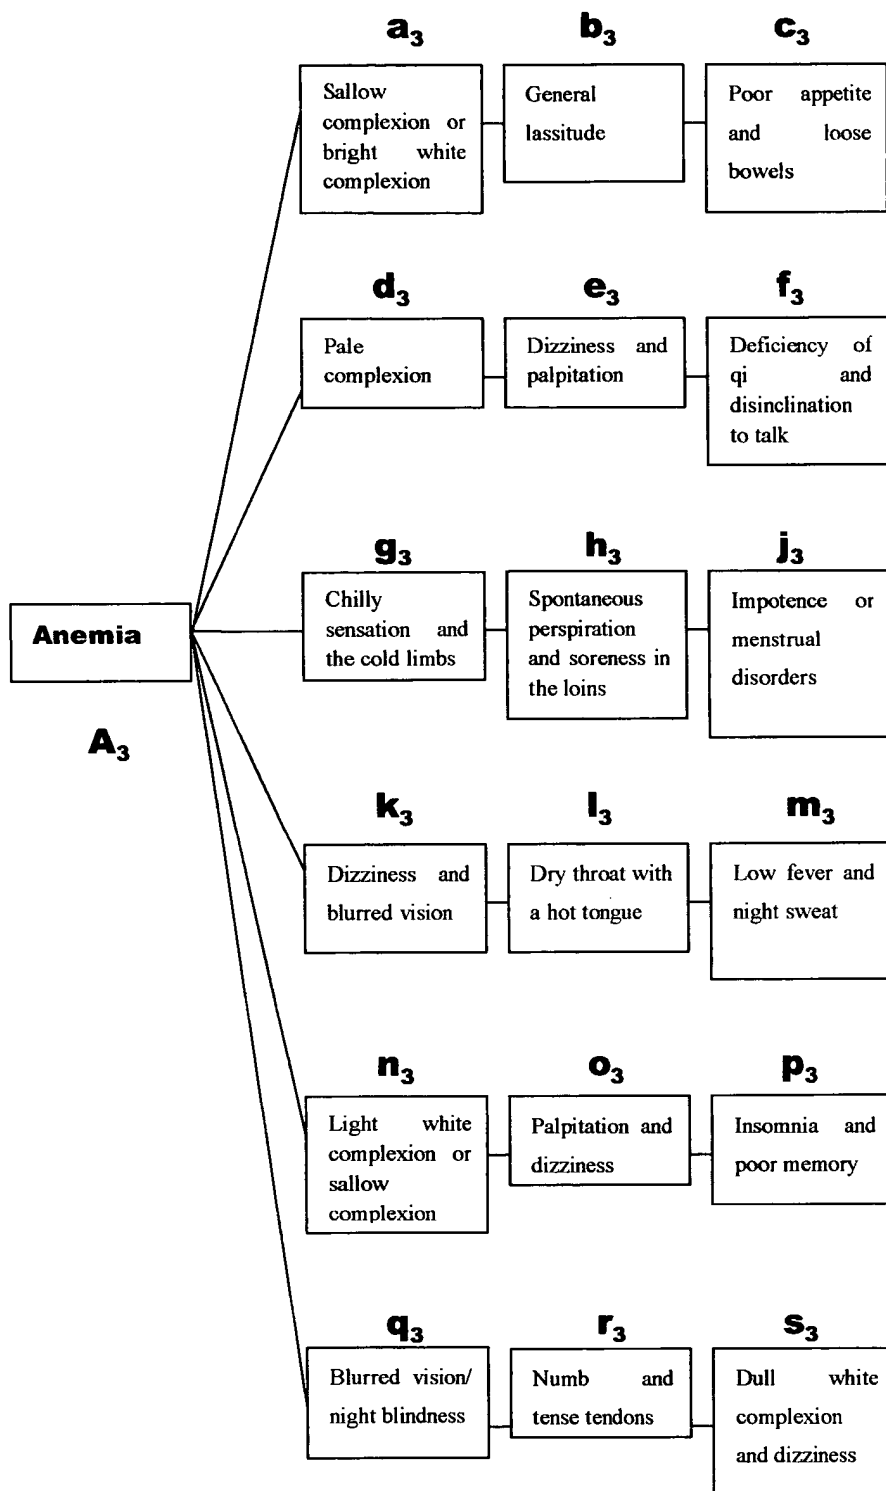 a3
b3
c3
Sallow
complexion or
bright white
complexion
General
lassitude
Poor appetite
and loose
bowels
d3
e3
f3
Pale
complexion
Dizziness and
palpitation
Deficiency of
qi and
disinclination
to talk
g3
h3
j3
Chilly
sensation and
the cold limbs
Spontaneous
perspiration
and soreness in
the loins
Impotence or
menstrual
disorders
Anemia
A3
k3
l3
m3
Dizziness and
blurred vision
Dry throat with
a hot tongue
Low fever and
night sweat
n3
o3
p3
Light white
complexion or
sallow
complexion
Palpitation and
dizziness
Insomnia and
poor memory
q3
r3
s3
Blurred vision/
night blindness
Numb and
tense tendons
Dull white
complexion
and dizziness